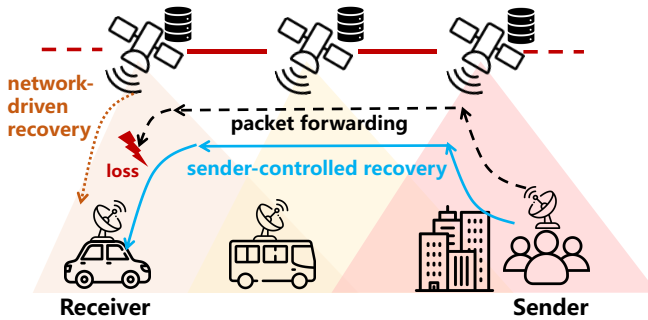 network-
driven
recovery
packet forwarding
loss
sender-controlled recovery
Receiver
Sender